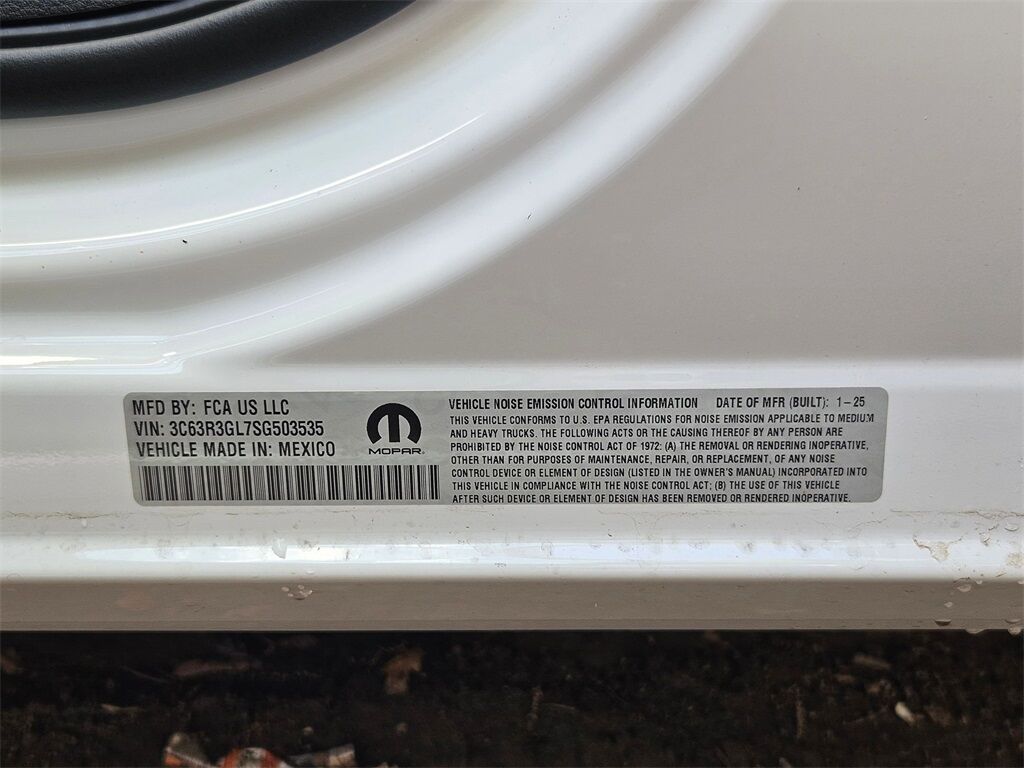 MFD BY: FCA US LLC
VIN: 3C63R3GL7SG503535
VEHICLE MADE IN: MEXICO
MOPAR
VEHICLE NOISE EMISSION CONTROL INFORMATION DATE OF MFR (BUILT): 1-25
THIS VEHICLE CONFORMS TO U.S. EPA REGULATIONS FOR NOISE EMISSION APPLICABLE TO MEDIUM
AND HEAVY TRUCKS. THE FOLLOWING ACTS OR THE CAUSING THEREOF BY ANY PERSON ARE
PROHIBITED BY THE NOISE CONTROL ACT OF 1972: (A) THE REMOVAL OR RENDERING INOPERATIVE,
OTHER THAN FOR PURPOSES OF MAINTENANCE, REPAIR, OR REPLACEMENT, OF ANY NOISE
CONTROL DEVICE OR ELEMENT OF DESIGN (LISTED IN THE OWNER'S MANUAL) INCORPORATED INTO
THIS VEHICLE IN COMPLIANCE WITH THE NOISE CONTROL ACT; (B) THE USE OF THIS VEHICLE
AFTER SUCH DEVICE OR ELEMENT OF DESIGN HAS BEEN REMOVED OR RENDERED INOPERATIVE.